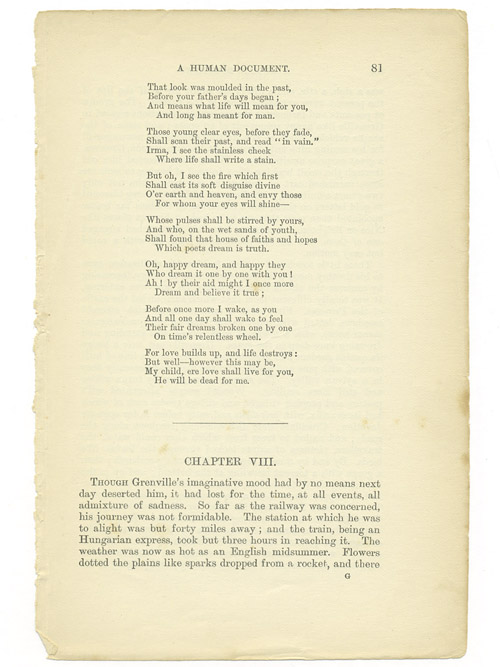 A HUMAN DOCUMENT. 81
That look was moulded in the past,
Before your father's days began ;
And means what life will mean for you,
And long has meant for man.
Those young clear eyes, before they fade,
Shall scan their past, and read "in vain."
Irma, I see the stainless cheek
Where life shall write a stain.
But oh, I see the fire which first
Shall cast its soft disguise divine
O'er earth and heaven, and envy those
For whom your eyes will shine—
Whose pulses shall be stirred by yours,
And who, on the wet sands of youth,
Shall found that house of faiths and hopes
Which poets dream is truth.
Oh, happy dream, and happy they
Who dream it one by one with you !
Ah ! by their aid might I once more
Dream and believe it true ;
Before once more I wake, as you
And all one day shall wake to feel
Their fair dreams broken one by one
On time's relentless wheel.
For love builds up, and life destroys :
But well—however this may be,
My child, ere love shall live for you,
He will be dead for me.
CHAPTER VIII.
THOUGH Grenville's imaginative mood had by no means next
day deserted him, it had lost for the time, at all events, all
admixture of sadness. So far as the railway was concerned,
his journey was not formidable. The station at which he was
to alight was but forty miles away ; and the train, being an
Hungarian express, took but three hours in reaching it. The
weather was now as hot as an English midsummer. Flowers
dotted the plains like sparks dropped from a rocket, and there
G